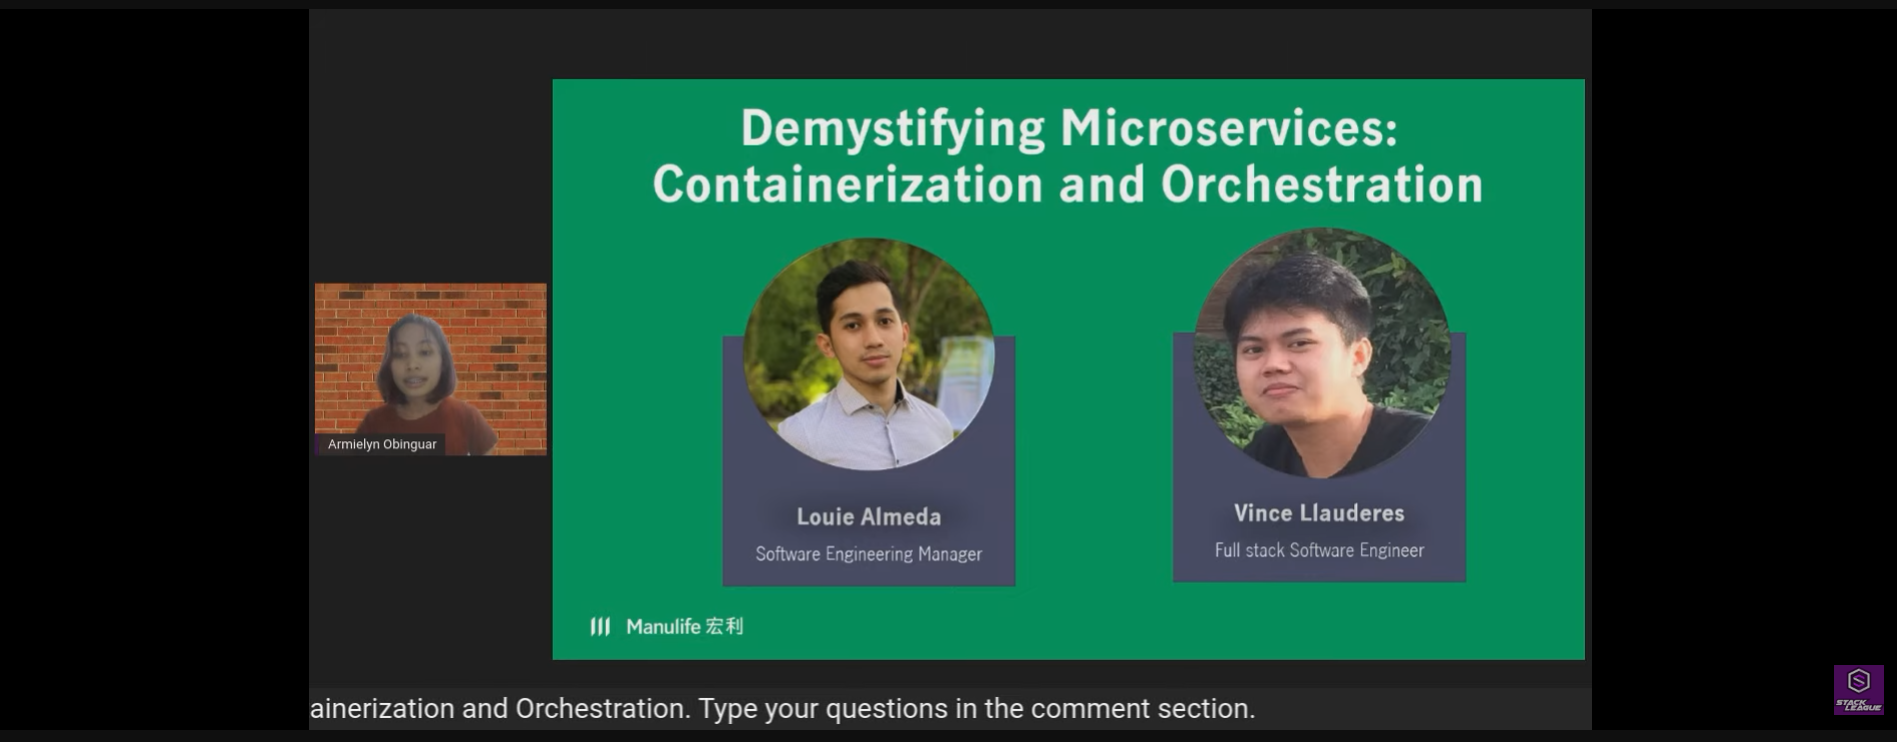 Demystifying Microservices:
Containerization and Orchestration
Armielyn Obinguar
Louie Almeda
Software Engineering Manager
Vince Llauderes
Full stack Software Engineer
Manulife 宏利
ainerization and Orchestration. Type your questions in the comment section.
STACK
LEAGUE